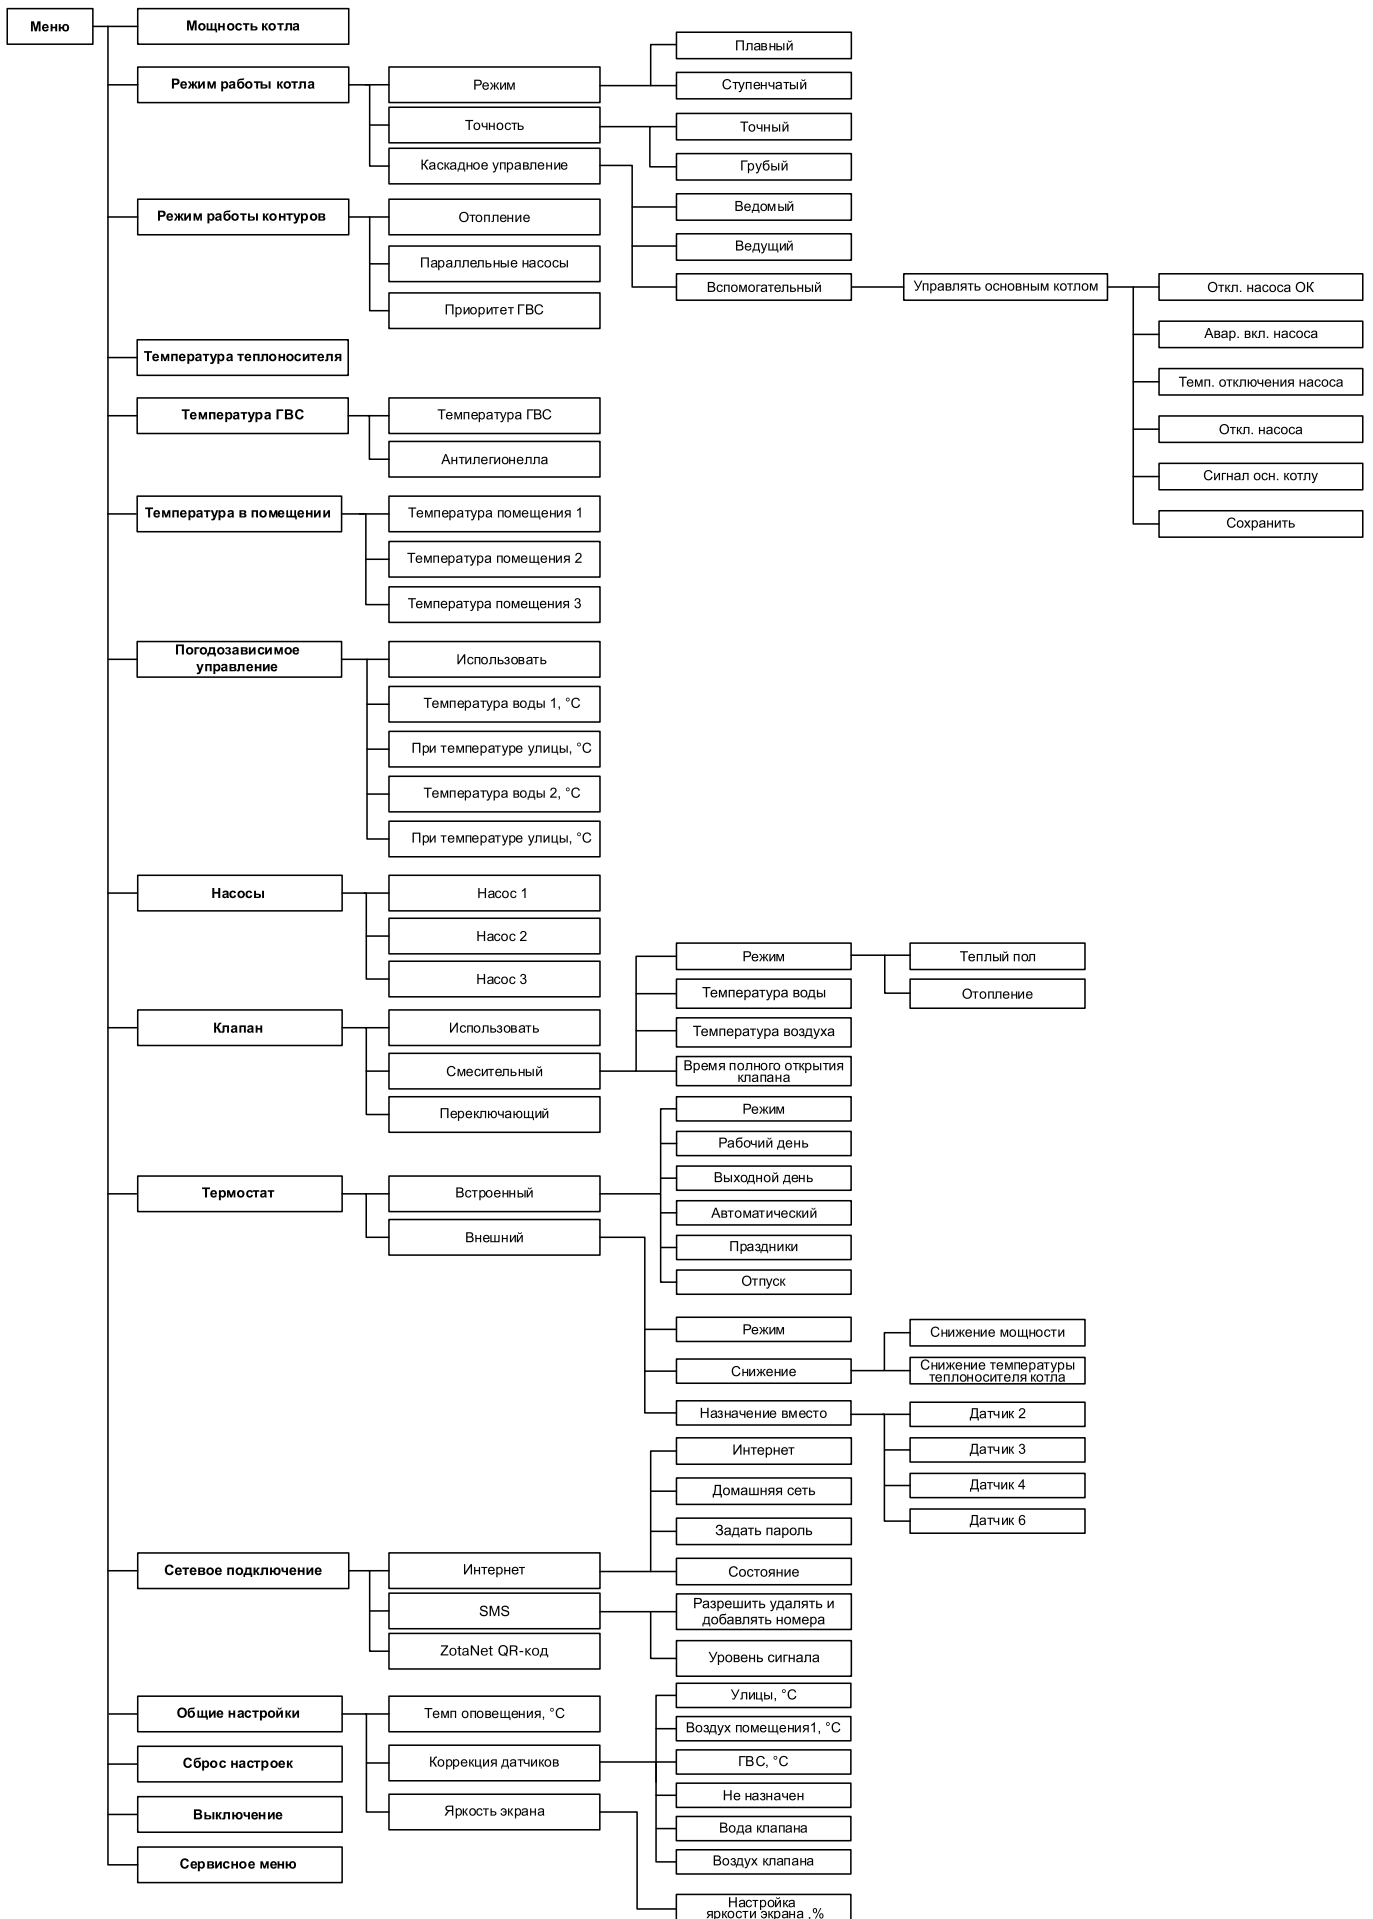 Меню
Мощность котла
Режим работы котла
Режим
Плавный
Ступенчатый
Точность
Точный
Грубый
Каскадное управление
Ведомый
Ведущий
Вспомогательный
Управлять основным котлом
Откл. насоса ОК
Авар. вкл. насоса
Темп. отключения насоса
Откл. насоса
Сигнал осн. котлу
Сохранить
Режим работы контуров
Отопление
Параллельные насосы
Приоритет ГВС
Температура теплоносителя
Температура ГВС
Температура ГВС
Антилегионелла
Температура в помещении
Температура помещения 1
Температура помещения 2
Температура помещения 3
Погодозависимое
управление
Использовать
Температура воды 1, °С
При температуре улицы, °С
Температура воды 2, °С
При температуре улицы, °С
Насосы
Насос 1
Насос 2
Насос 3
Клапан
Использовать
Смесительный
Режим
Теплый пол
Отопление
Температура воды
Температура воздуха
Время полного открытия
клапана
Переключающий
Термостат
Встроенный
Режим
Рабочий день
Выходной день
Автоматический
Праздники
Отпуск
Внешний
Режим
Снижение
Снижение мощности
Снижение температуры
теплоносителя котла
Назначение вместо
Датчик 2
Датчик 3
Датчик 4
Датчик 6
Сетевое подключение
Интернет
Интернет
Домашняя сеть
Задать пароль
Состояние
SMS
Разрешить удалять и
добавлять номера
Уровень сигнала
ZotaNet QR-код
Общие настройки
Темп оповещения, °С
Коррекция датчиков
Улицы, °С
Воздух помещения1, °С
ГВС, °С
Не назначен
Вода клапана
Воздух клапана
Яркость экрана
Настройка
яркости экрана ,%
Сброс настроек
Выключение
Сервисное меню